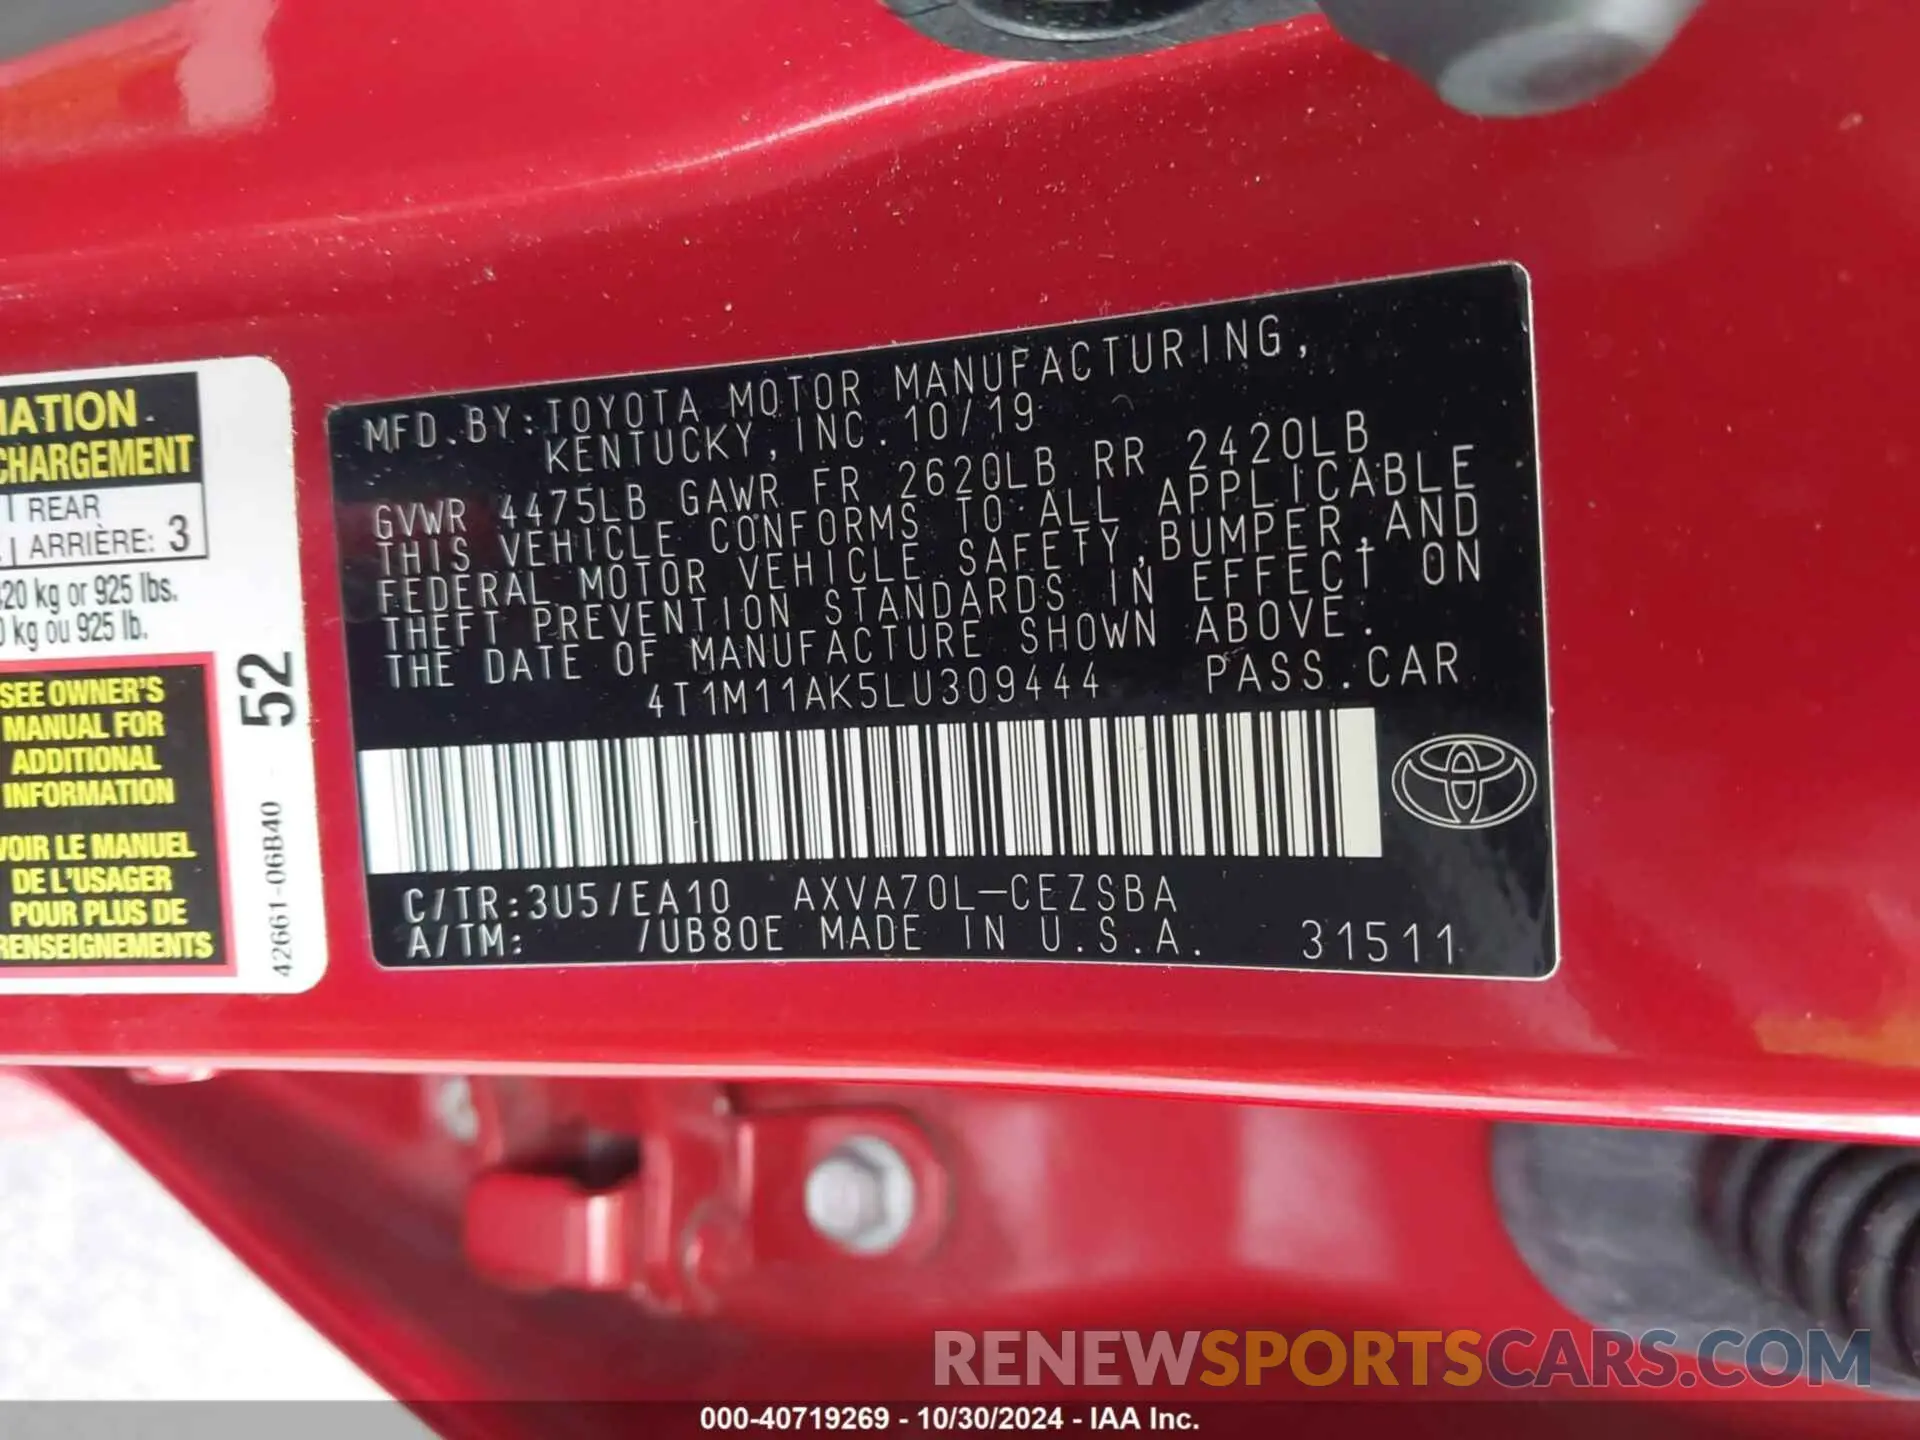 MFD.BY:TOYOTA MOTOR MANUFACTURING,
KENTUCKY,INC.10/19
GVWR 4475LB GAWR FR 2620LB RR 2420LB
THIS VEHICLE CONFORMS TO ALL APPLICABLE
FEDERAL MOTOR VEHICLE SAFETY,BUMPER,AND
THEFT PREVENTION STANDARDS IN EFFECT ON
THE DATE OF MANUFACTURE SHOWN ABOVE.
4T1M11AK5LU309444 PASS.CAR
C/TR:3U5/EA10 AXVA70L-CEZSBA
A/TM: /UB80E MADE IN U.S.A. 31511
CHARGEMENT
REAR
ARRIÈRE: 3
kg or 925 lbs.
kg ou 925 lb.
SEE OWNER'S
MANUAL FOR
ADDITIONAL
INFORMATION
VOIR LE MANUEL
DE L'USAGER
POUR PLUS DE
RENSEIGNEMENTS
52
42661-06B40
RENEWSPORTSCARS.COM
000-40719269 - 10/30/2024 - IAA Inc.